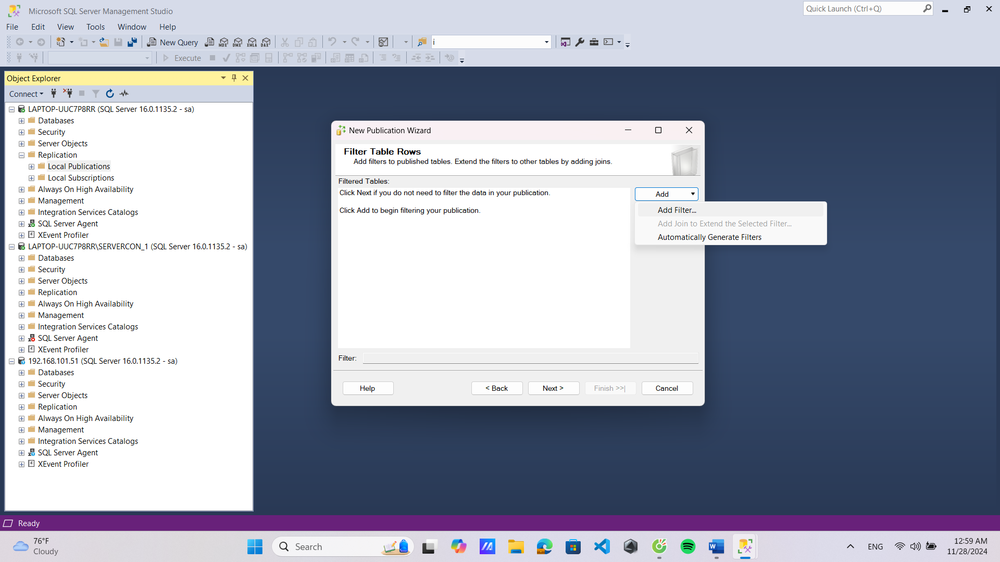 Microsoft SQL Server Management Studio
Quick Launch (Ctrl+Q)
File Edit View Tools Window Help
New Query MDX DMX XMLA DAX i
Execute
Object Explorer
Connect
LAPTOP-UUC7P8RR (SQL Server 16.0.1135.2 - sa)
Databases
Security
Server Objects
Replication
Local Publications
Local Subscriptions
Always On High Availability
Management
Integration Services Catalogs
SQL Server Agent
XEvent Profiler
LAPTOP-UUC7P8RR\SERVERCON_1 (SQL Server 16.0.1135.2 - sa)
Databases
Security
Server Objects
Replication
Always On High Availability
Management
Integration Services Catalogs
SQL Server Agent
XEvent Profiler
192.168.101.51 (SQL Server 16.0.1135.2 - sa)
Databases
Security
Server Objects
Replication
Always On High Availability
Management
Integration Services Catalogs
SQL Server Agent
XEvent Profiler
New Publication Wizard
Filter Table Rows
Add filters to published tables. Extend the filters to other tables by adding joins.
Filtered Tables:
Click Next if you do not need to filter the data in your publication.
Click Add to begin filtering your publication.
Add
Add Filter...
Add Join to Extend the Selected Filter...
Automatically Generate Filters
Filter:
Help < Back Next > Finish >>| Cancel
Ready
76°F
Cloudy
Search
ENG
12:59 AM
11/28/2024